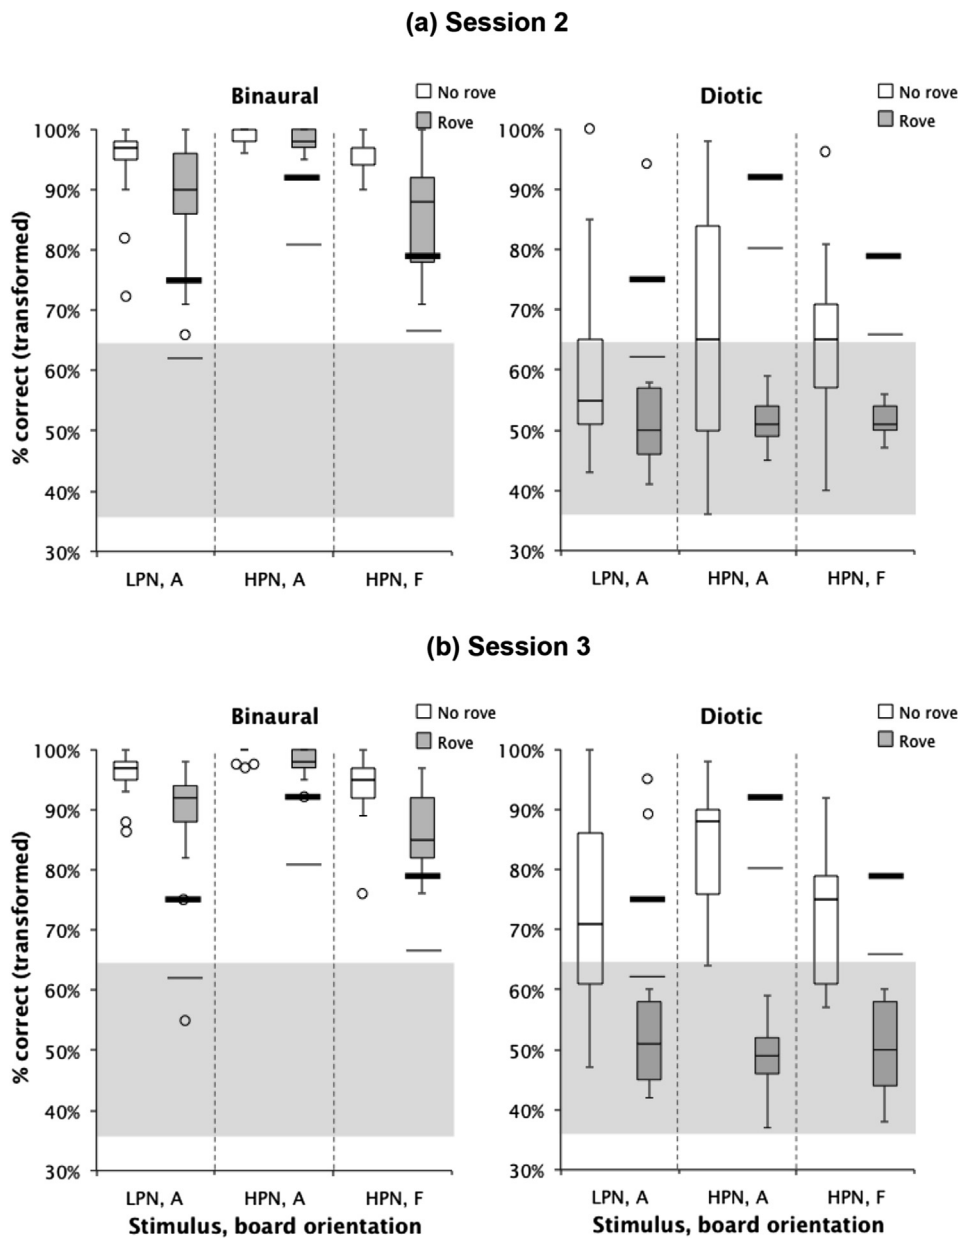 (a) Session 2
Binaural
No rove
Rove
Diotic
No rove
Rove
% correct (transformed)
100%
90%
80%
70%
60%
50%
40%
30%
LPN, A
HPN, A
HPN, F
100%
90%
80%
70%
60%
50%
40%
30%
LPN, A
HPN, A
HPN, F
(b) Session 3
Binaural
No rove
Rove
Diotic
No rove
Rove
% correct (transformed)
100%
90%
80%
70%
60%
50%
40%
30%
LPN, A
HPN, A
HPN, F
Stimulus, board orientation
100%
90%
80%
70%
60%
50%
40%
30%
LPN, A
HPN, A
HPN, F
Stimulus, board orientation